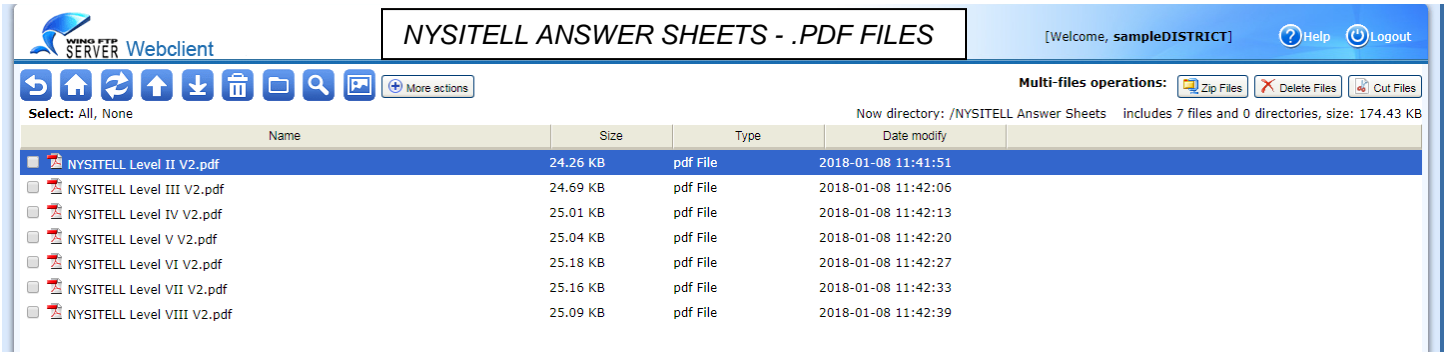 WING FTP
SERVER Webclient
NYSITELL ANSWER SHEETS - .PDF FILES
[Welcome, sampleDISTRICT]
Help
Logout
More actions
Multi-files operations: Zip Files Delete Files Cut Files
Select: All, None
Now directory: /NYSITELL Answer Sheets includes 7 files and 0 directories, size: 174.43 KB
Name Size Type Date modify
NYSITELL Level II V2.pdf 24.26 KB pdf File 2018-01-08 11:41:51
NYSITELL Level III V2.pdf 24.69 KB pdf File 2018-01-08 11:42:06
NYSITELL Level IV V2.pdf 25.01 KB pdf File 2018-01-08 11:42:13
NYSITELL Level V V2.pdf 25.04 KB pdf File 2018-01-08 11:42:20
NYSITELL Level VI V2.pdf 25.18 KB pdf File 2018-01-08 11:42:27
NYSITELL Level VII V2.pdf 25.16 KB pdf File 2018-01-08 11:42:33
NYSITELL Level VIII V2.pdf 25.09 KB pdf File 2018-01-08 11:42:39